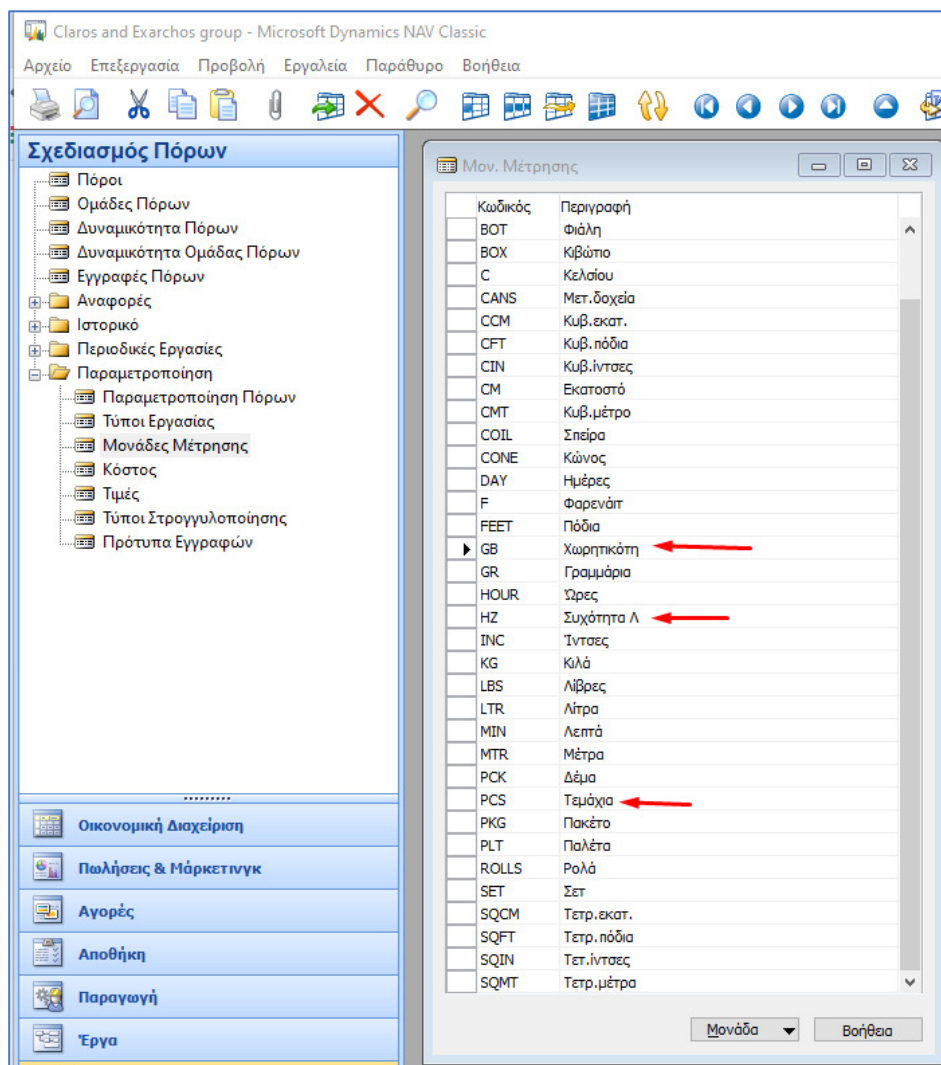 Claros and Exarchos group - Microsoft Dynamics NAV Classic
Αρχείο Επεξεργασία Προβολή Εργαλεία Παράθυρο Βοήθεια
Σχεδιασμός Πόρων
Πόροι
Ομάδες Πόρων
Δυναμικότητα Πόρων
Δυναμικότητα Ομάδας Πόρων
Εγγραφές Πόρων
Αναφορές
Ιστορικό
Περιοδικές Εργασίες
Παραμετροποίηση
Παραμετροποίηση Πόρων
Τύποι Εργασίας
Μονάδες Μέτρησης
Κόστος
Τιμές
Τύποι Στρογγυλοποίησης
Πρότυπα Εγγραφών
Οικονομική Διαχείριση
Πωλήσεις & Μάρκετινγκ
Αγορές
Αποθήκη
Παραγωγή
Έργα
Μον. Μέτρησης
Κωδικός Περιγραφή
BOT Φιάλη
BOX Κιβώτιο
C Κελσίου
CANS Μετ.δοχεία
CCM Κυβ.εκατ.
CFT Κυβ.πόδια
CIN Κυβ.ίντσες
CM Εκατοστό
CMT Κυβ.μέτρο
COIL Σπείρα
CONE Κώνος
DAY Ημέρες
F Φαρενάιτ
FEET Πόδια
GB Χωρητικότη
GR Γραμμάρια
HOUR Ώρες
HZ Συχότητα Λ
INC Ίντσες
KG Κιλά
LBS Λίβρες
LTR Λίτρα
MIN Λεπτά
MTR Μέτρα
PCK Δέμα
PCS Τεμάχια
PKG Πακέτο
PLT Παλέτα
ROLLS Ρολά
SET Σετ
SQCM Τετρ.εκατ.
SQFT Τετρ.πόδια
SQIN Τετ.ίντσες
SQMT Τετρ.μέτρα
Μονάδα Βοήθεια